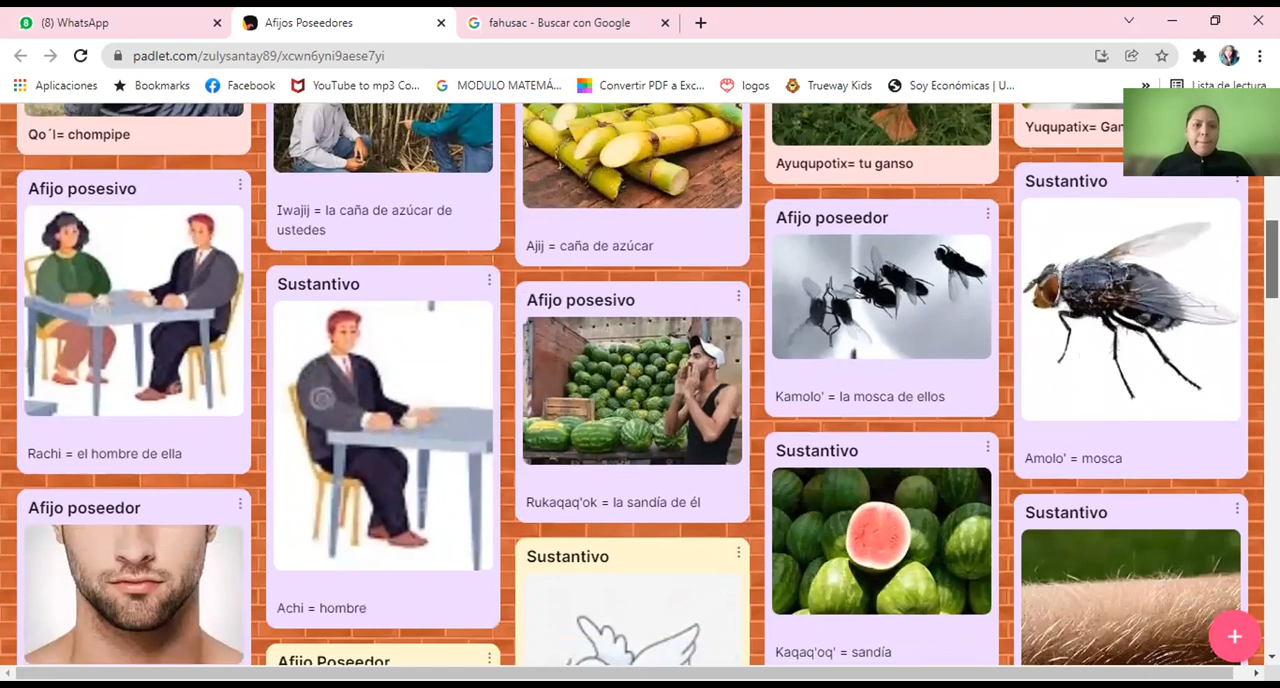 (8) WhatsApp
Afijos Poseedores
fahusac - Buscar con Google
padlet.com/zulysantay89/xcwn6yni9aese7yi
Aplicaciones
Bookmarks
Facebook
YouTube to mp3 Co...
MODULO MATEMÁ...
Convertir PDF a Exc...
logos
Trueway Kids
Soy Económicas | U...
»
Lista de lectura
Qo´l= chompipe
Afijo posesivo
Rachi = el hombre de ella
Afijo poseedor
Iwajij = la caña de azúcar de
ustedes
Sustantivo
Achi = hombre
Afijo Poseedor
Ajij = caña de azúcar
Afijo posesivo
Rukaqaq'ok = la sandía de él
Sustantivo
Ayuqupotix= tu ganso
Afijo poseedor
Kamolo' = la mosca de ellos
Sustantivo
Kaqaq'oq' = sandía
Yuqupatix= Gan
Sustantivo
Amolo' = mosca
Sustantivo